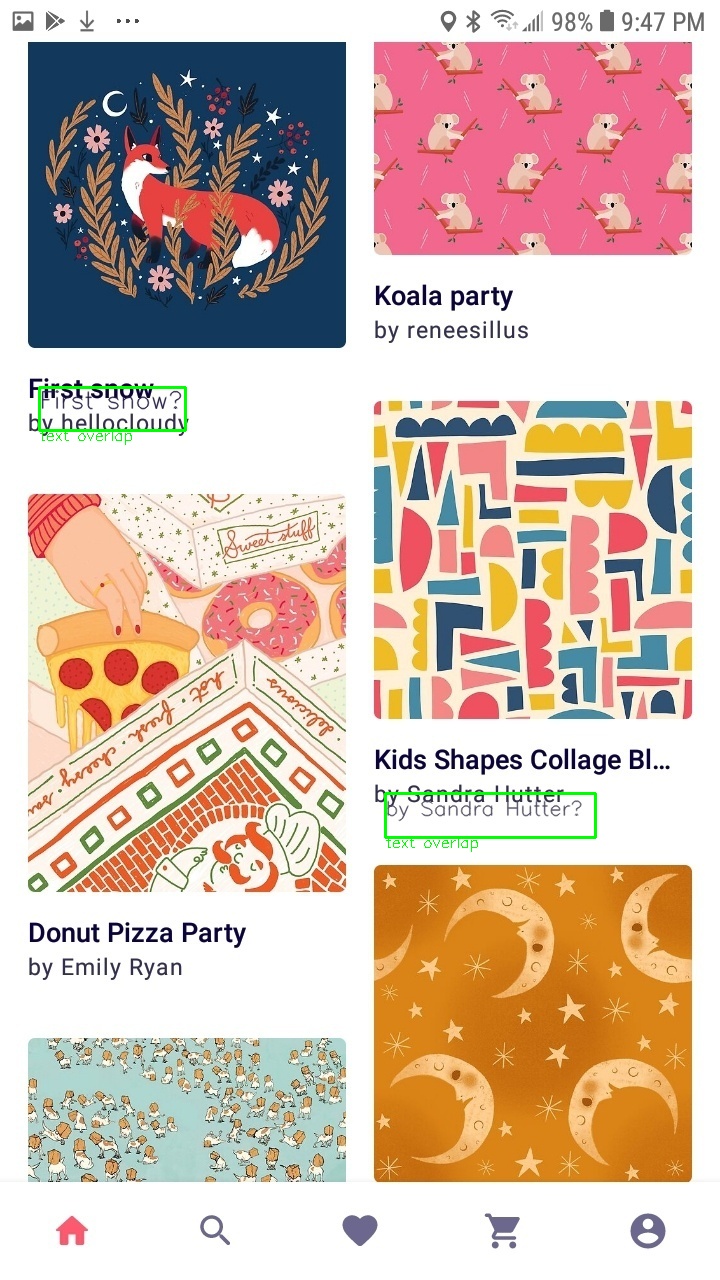 98% 9:47 PM
Koala party
by reneesillus
First snow
First snow?
by hellocloudy
text overlap
Sweet stuff
delicious
hot · fresh · cheesy
Kids Shapes Collage Bl...
by Sandra Hutter
by Sandra Hutter?
text overlap
Donut Pizza Party
by Emily Ryan